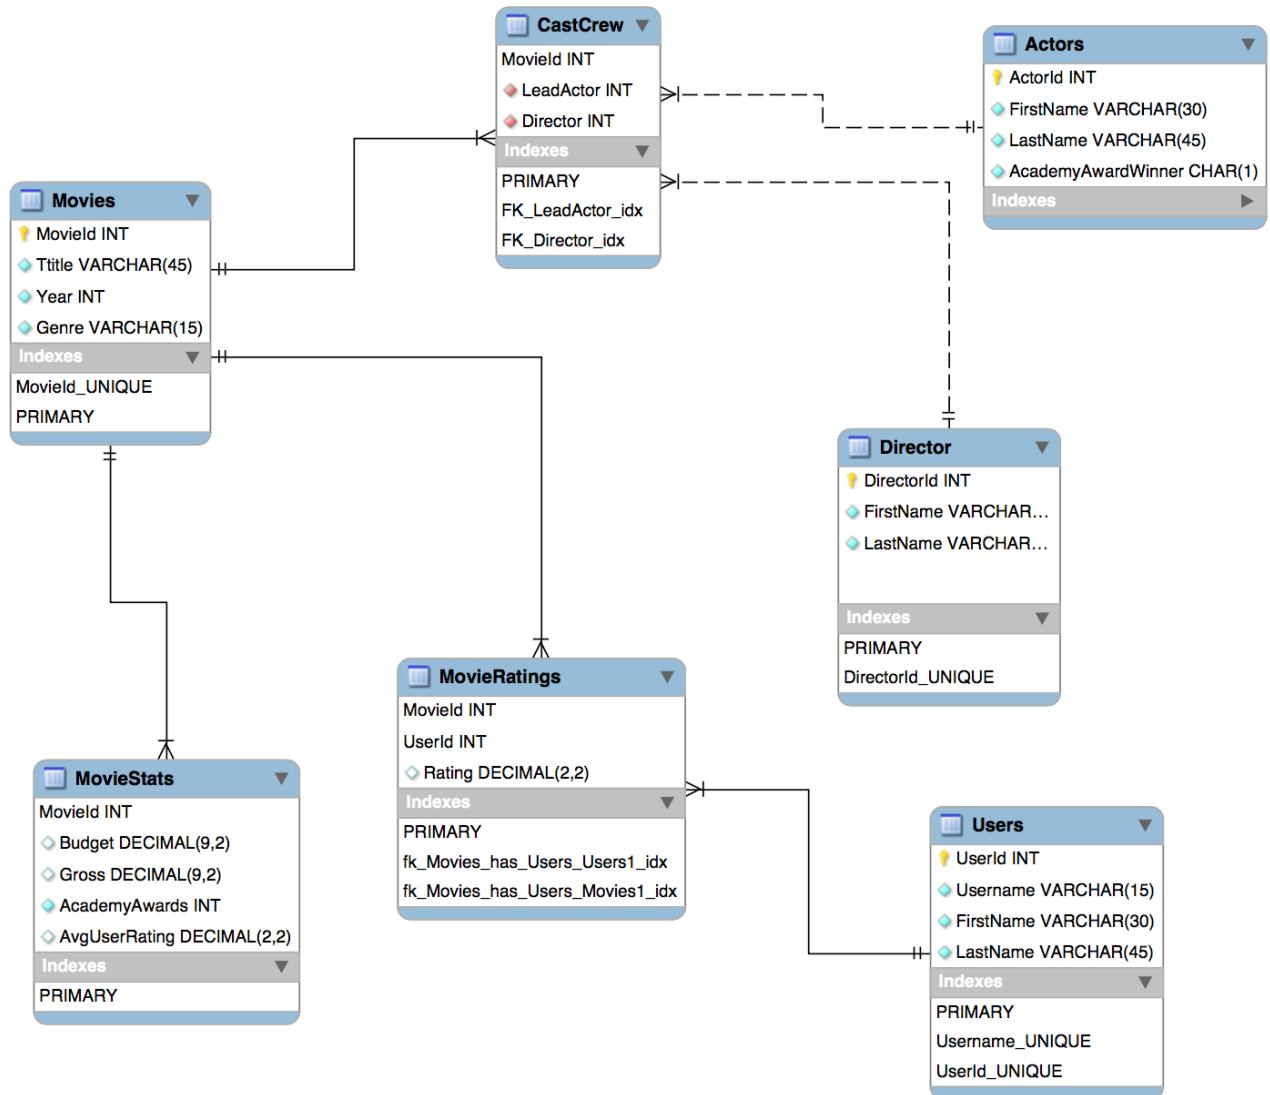 CastCrew
MovieId INT
LeadActor INT
Director INT
Indexes
PRIMARY
FK_LeadActor_idx
FK_Director_idx
Actors
ActorId INT
FirstName VARCHAR(30)
LastName VARCHAR(45)
AcademyAwardWinner CHAR(1)
Indexes
Movies
MovieId INT
Ttitle VARCHAR(45)
Year INT
Genre VARCHAR(15)
Indexes
MovieId_UNIQUE
PRIMARY
Director
DirectorId INT
FirstName VARCHAR...
LastName VARCHAR...
Indexes
PRIMARY
DirectorId_UNIQUE
MovieRatings
MovieId INT
UserId INT
Rating DECIMAL(2,2)
Indexes
PRIMARY
fk_Movies_has_Users_Users1_idx
fk_Movies_has_Users_Movies1_idx
MovieStats
MovieId INT
Budget DECIMAL(9,2)
Gross DECIMAL(9,2)
AcademyAwards INT
AvgUserRating DECIMAL(2,2)
Indexes
PRIMARY
Users
UserId INT
Username VARCHAR(15)
FirstName VARCHAR(30)
LastName VARCHAR(45)
Indexes
PRIMARY
Username_UNIQUE
UserId_UNIQUE